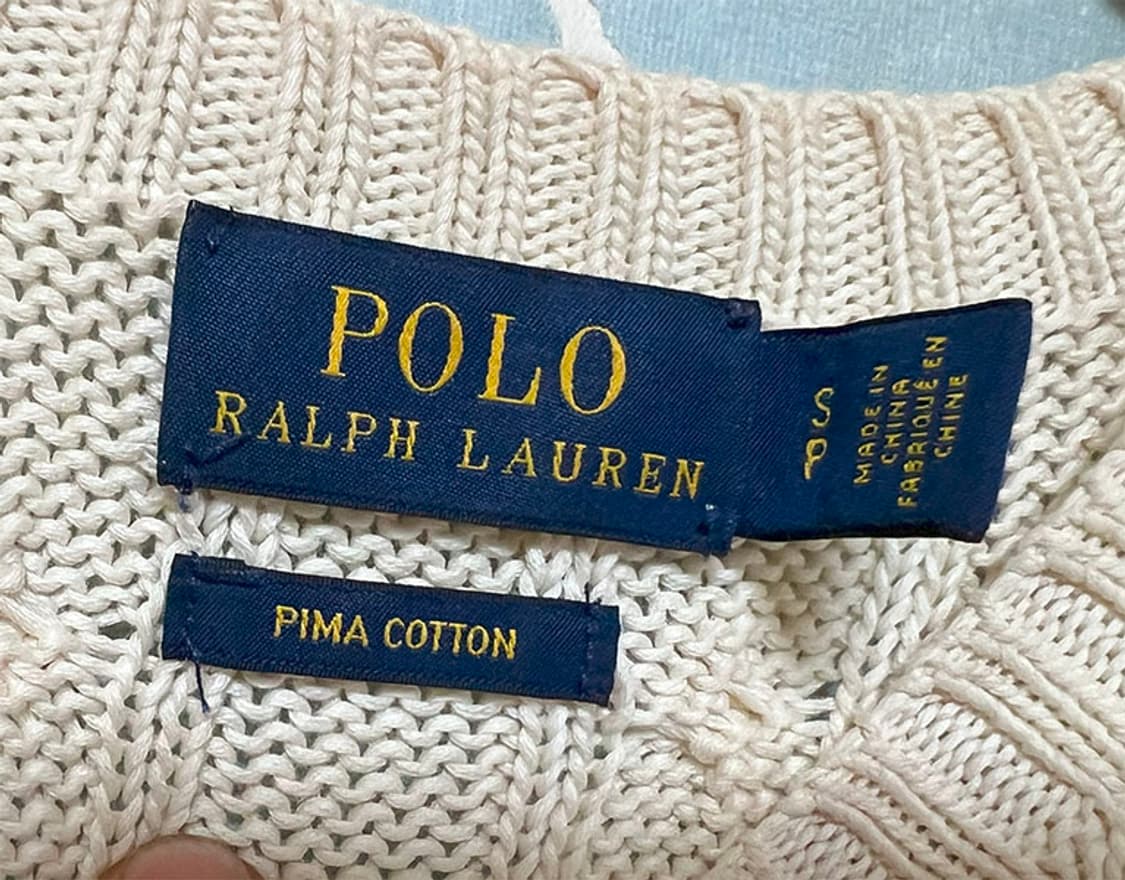 POLO
RALPH LAUREN
S
P
MADE IN
CHINA
FABRIQUÉ EN
CHINE
PIMA COTTON